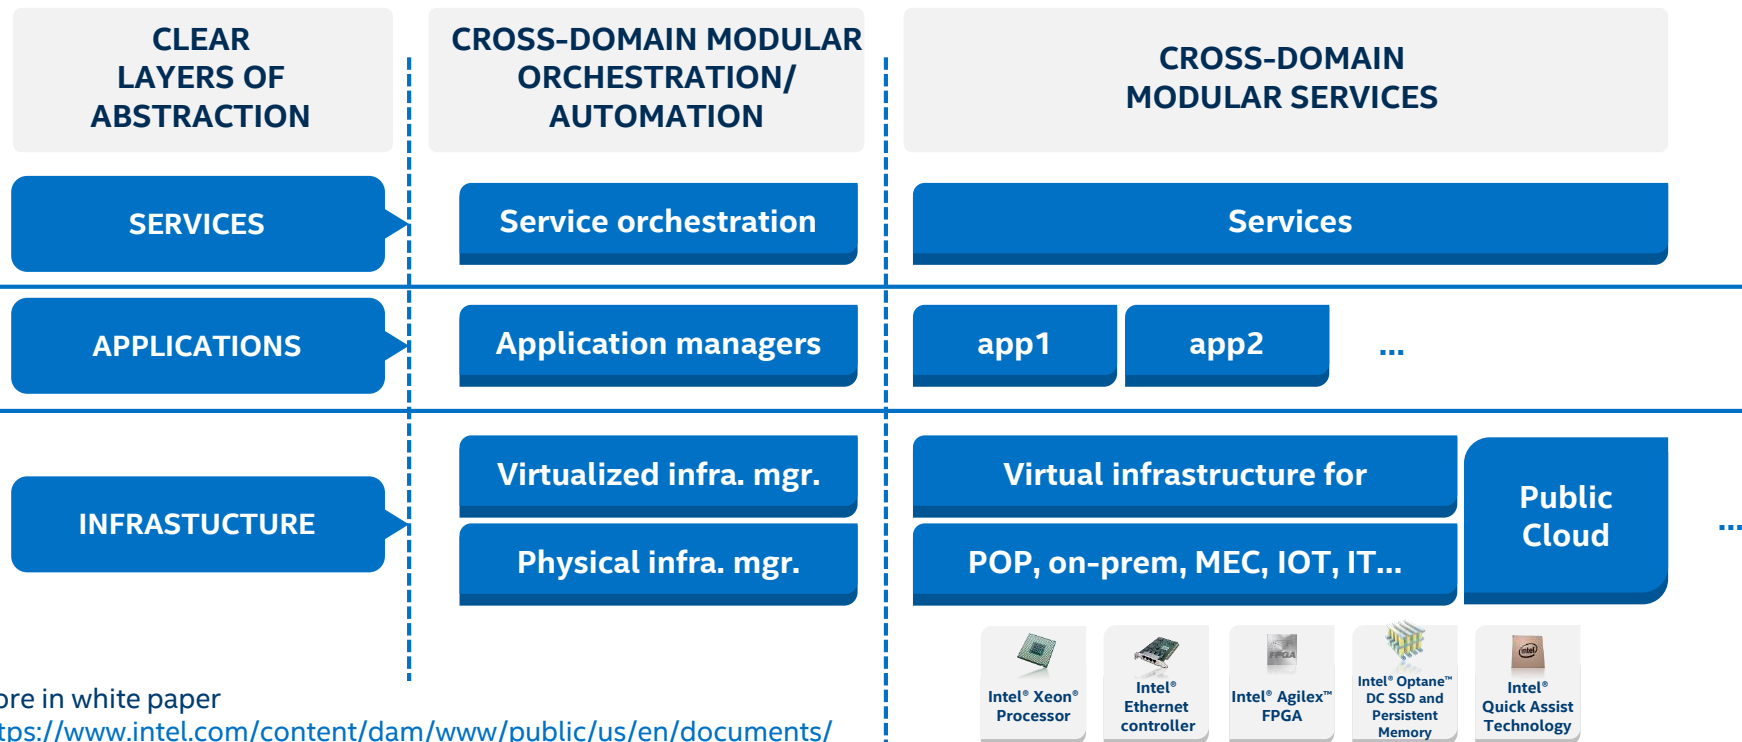 CLEAR
LAYERS OF
ABSTRACTION
CROSS-DOMAIN MODULAR
ORCHESTRATION/
AUTOMATION
CROSS-DOMAIN
MODULAR SERVICES
SERVICES
Service orchestration
Services
APPLICATIONS
Application managers
app1
app2
...
INFRASTUCTURE
Virtualized infra. mgr.
Physical infra. mgr.
Virtual infrastructure for
POP, on-prem, MEC, IOT, IT...
Public
Cloud
...
Intel® Xeon®
Processor
Intel®
Ethernet
controller
FPGA
Intel® Agilex™
FPGA
Intel® Optane™
DC SSD and
Persistent
Memory
intel
Intel®
Quick Assist
Technology
ore in white paper
tps://www.intel.com/content/dam/www/public/us/en/documents/